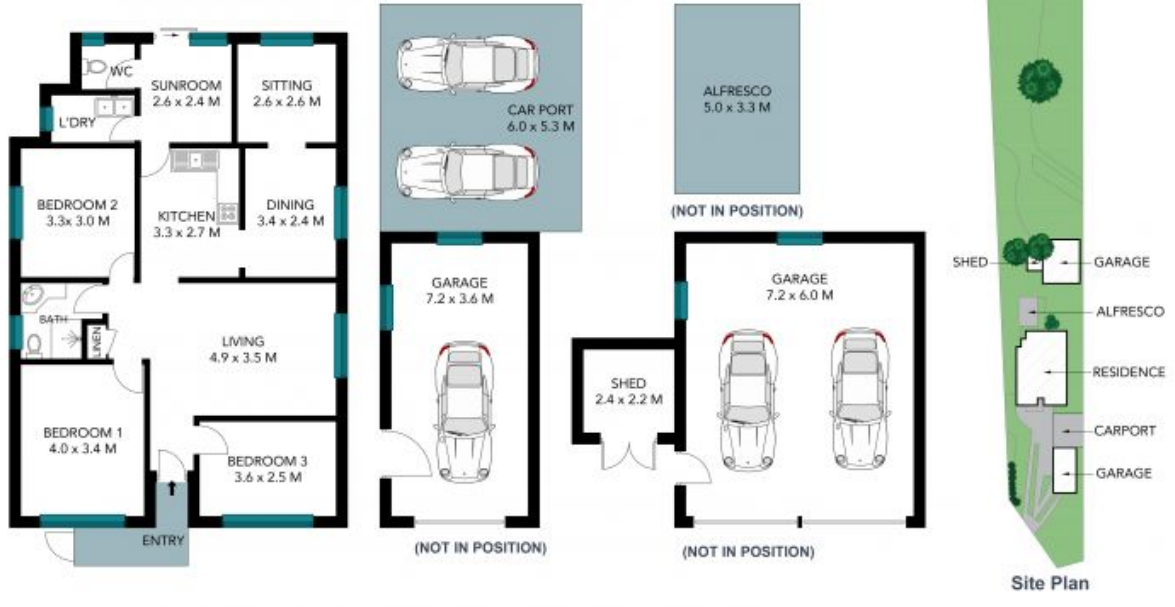 WC
SUNROOM
2.6 x 2.4 M
SITTING
2.6 x 2.6 M
L'DRY
BEDROOM 2
3.3x 3.0 M
KITCHEN
3.3 x 2.7 M
DINING
3.4 x 2.4 M
BATH
LINEN
LIVING
4.9 x 3.5 M
BEDROOM 1
4.0 x 3.4 M
BEDROOM 3
3.6 x 2.5 M
ENTRY
CAR PORT
6.0 x 5.3 M
GARAGE
7.2 x 3.6 M
(NOT IN POSITION)
ALFRESCO
5.0 x 3.3 M
(NOT IN POSITION)
GARAGE
7.2 x 6.0 M
SHED
2.4 x 2.2 M
(NOT IN POSITION)
SHED
GARAGE
ALFRESCO
RESIDENCE
CARPORT
GARAGE
Site Plan